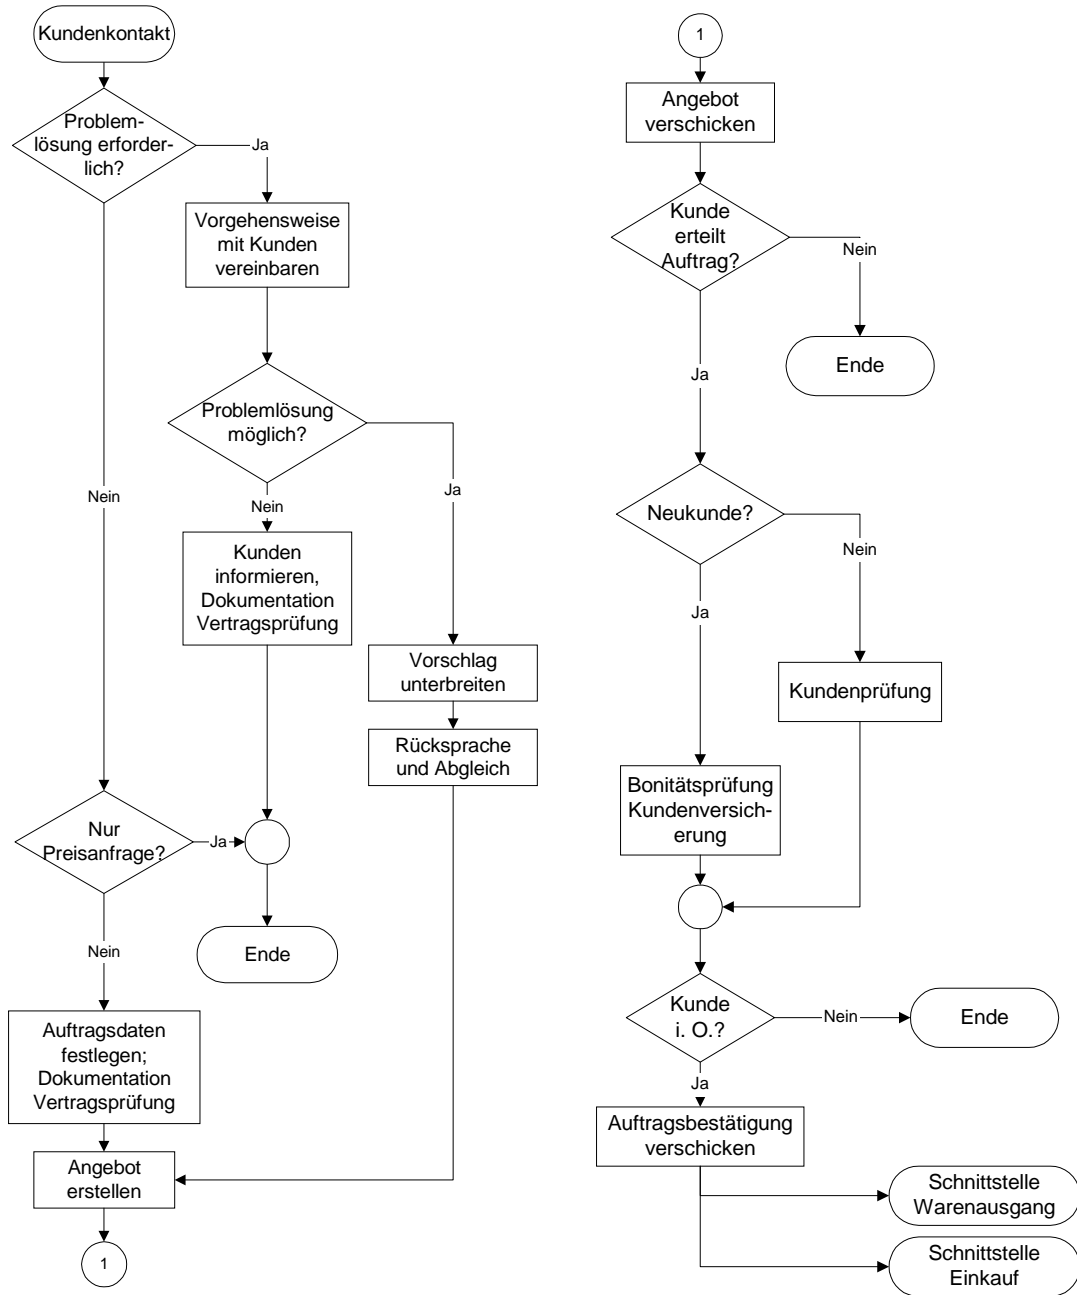 Kundenkontakt
Problem-
lösung erforder-
lich?
Ja
Vorgehensweise
mit Kunden
vereinbaren
Problemlösung
möglich?
Nein
Nein
Ja
Kunden
informieren,
Dokumentation
Vertragsprüfung
Vorschlag
unterbreiten
Rücksprache
und Abgleich
Nur
Preisanfrage?
Ja
Nein
Ende
Auftragsdaten
festlegen;
Dokumentation
Vertragsprüfung
Angebot
erstellen
1
1
Angebot
verschicken
Kunde
erteilt
Auftrag?
Nein
Ende
Ja
Neukunde?
Nein
Ja
Kundenprüfung
Bonitätsprüfung
Kundenversich-
erung
Kunde
i. O.?
Nein
Ende
Ja
Auftragsbestätigung
verschicken
Schnittstelle
Warenausgang
Schnittstelle
Einkauf